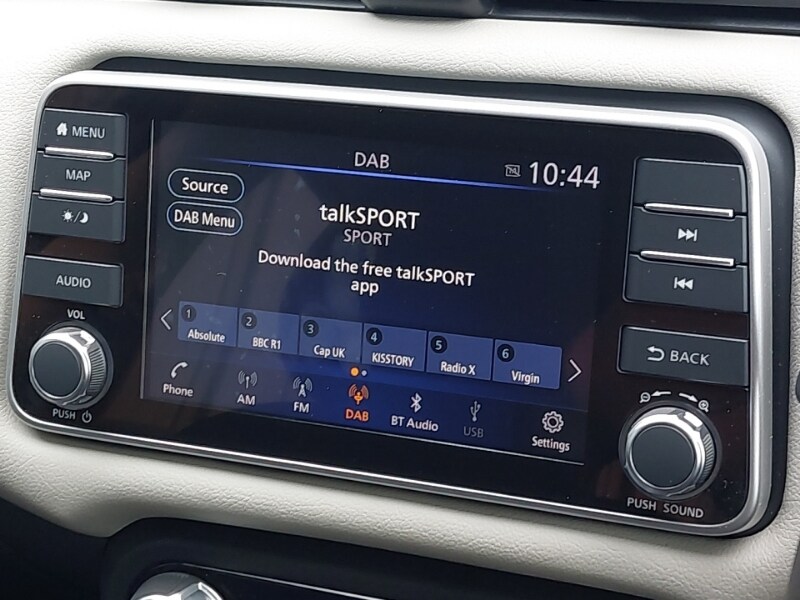 MENU
MAP
AUDIO
VOL
PUSH
DAB
10:44
Source
DAB Menu
talkSPORT
SPORT
Download the free talkSPORT
app
1 Absolute
2 BBC R1
3 Cap UK
4 KISSTORY
5 Radio X
6 Virgin
Phone
AM
FM
DAB
BT Audio
USB
Settings
BACK
PUSH SOUND